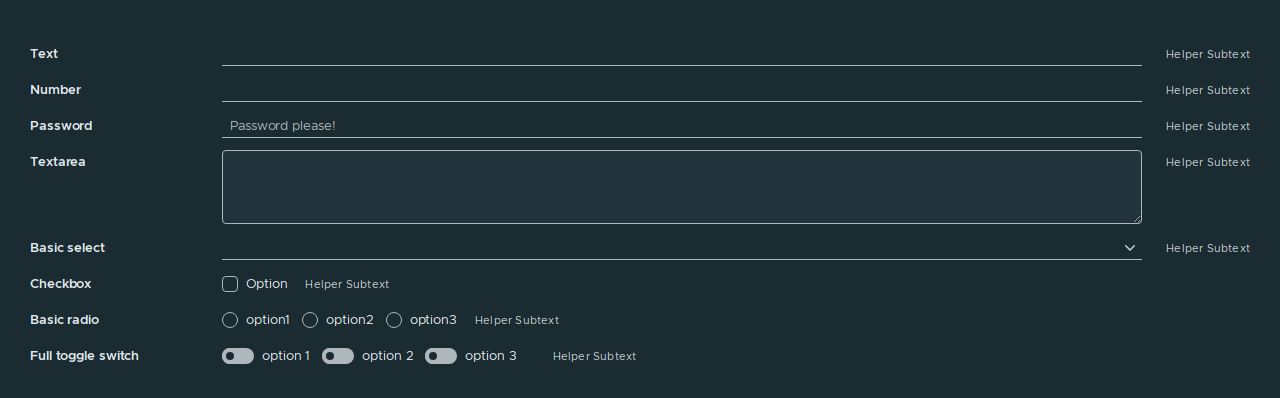 Text Helper Subtext
Number Helper Subtext
Password Password please! Helper Subtext
Textarea Helper Subtext
Basic select Helper Subtext
Checkbox Option Helper Subtext
Basic radio option1 option2 option3 Helper Subtext
Full toggle switch option 1 option 2 option 3 Helper Subtext